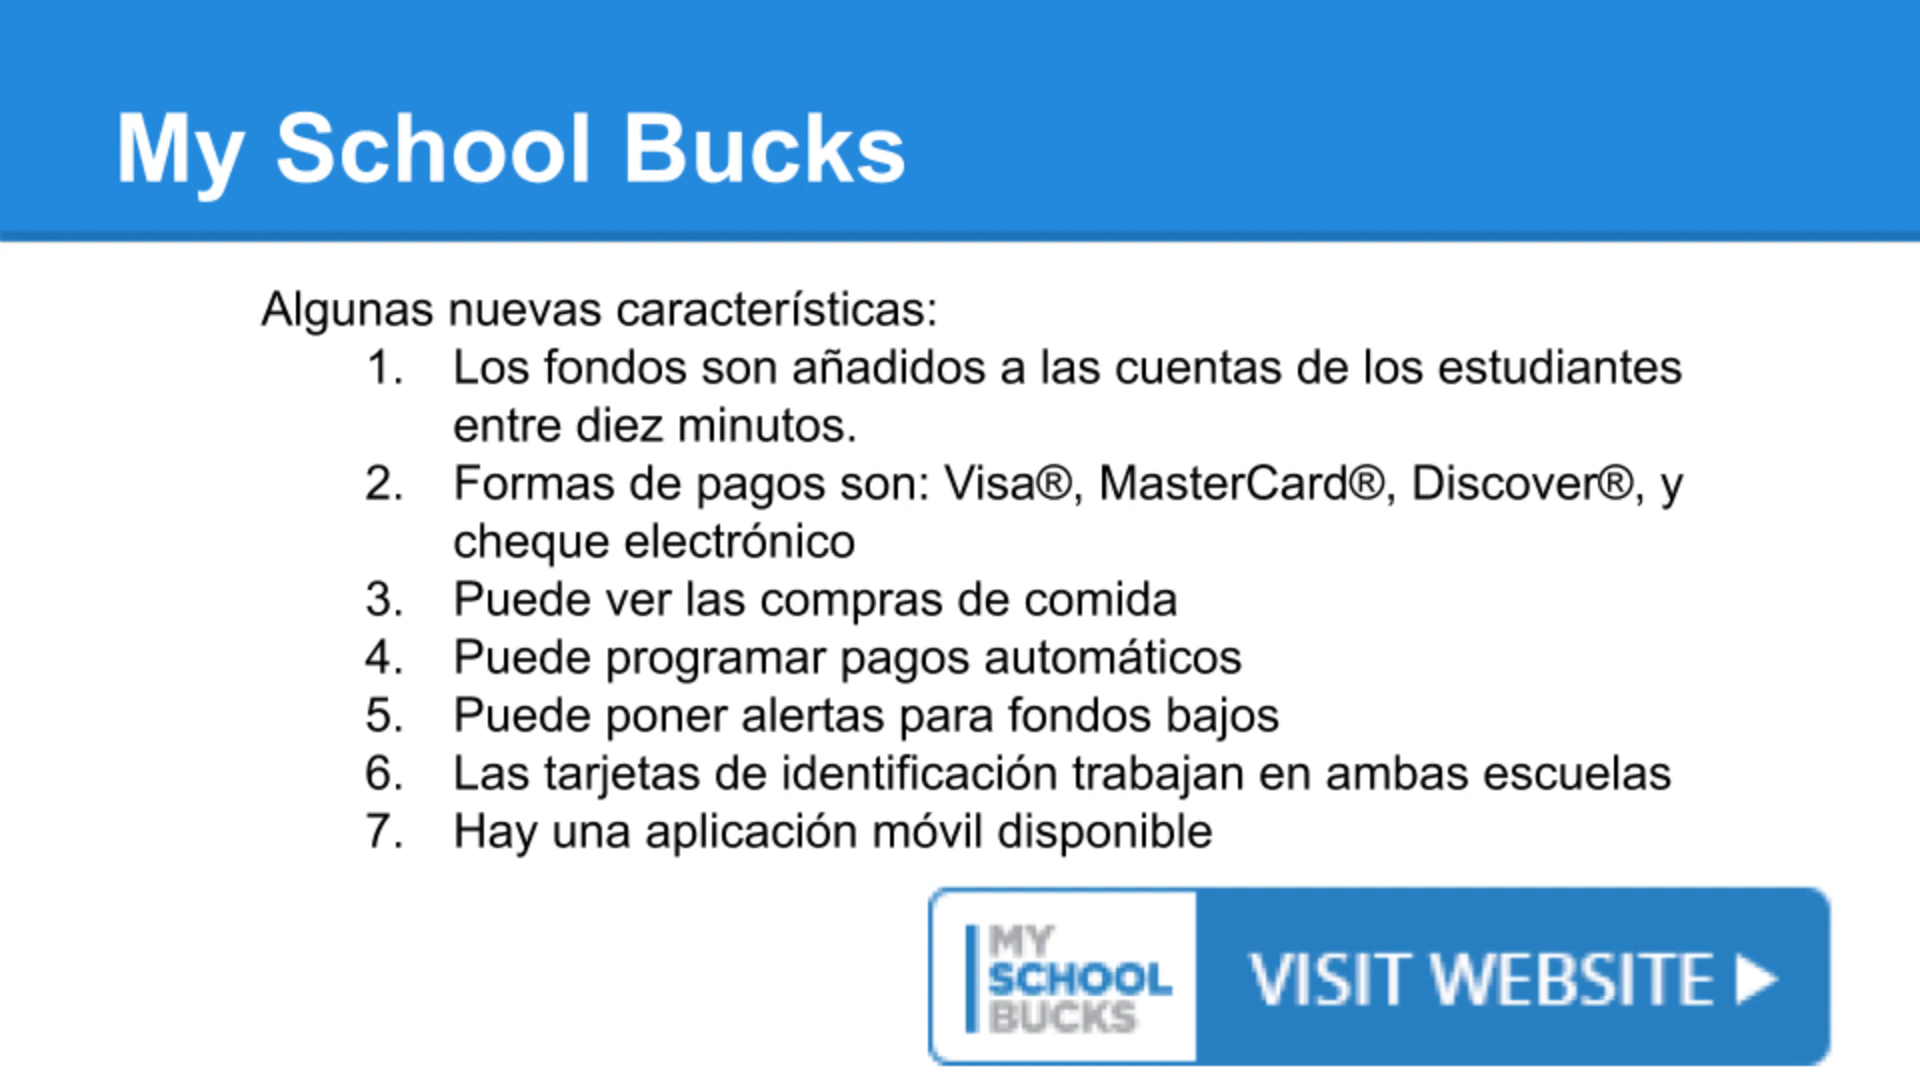 My School Bucks
Algunas nuevas características:
1. Los fondos son añadidos a las cuentas de los estudiantes
entre diez minutos.
2. Formas de pagos son: Visa®, MasterCard®, Discover®, y
cheque electrónico
3. Puede ver las compras de comida
4. Puede programar pagos automáticos
5. Puede poner alertas para fondos bajos
6. Las tarjetas de identificación trabajan en ambas escuelas
7. Hay una aplicación móvil disponible
MY
SCHOOL
BUCKS
VISIT WEBSITE